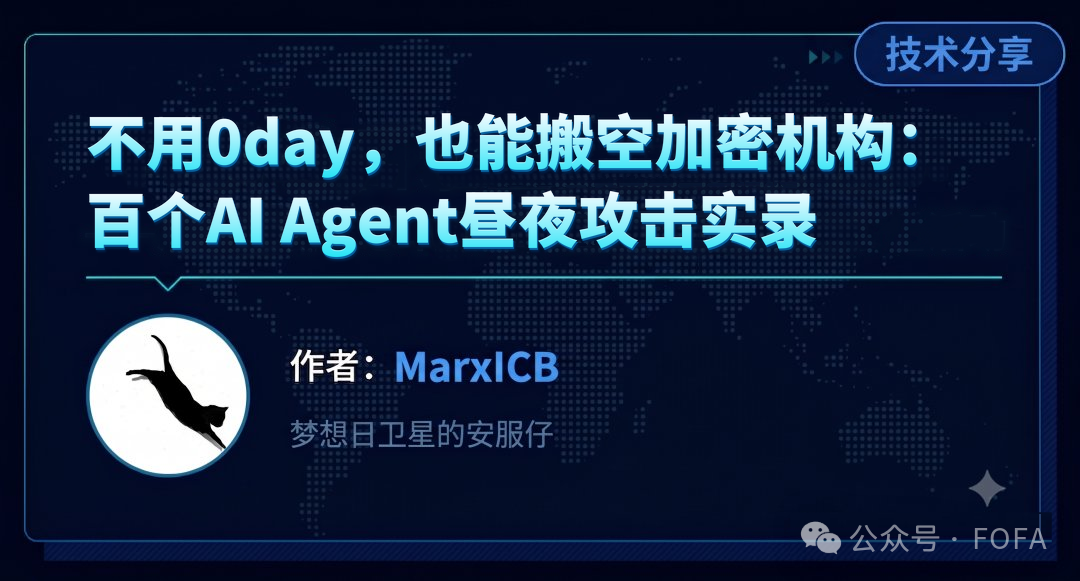 技术分享
不用0day，也能搬空加密机构：
百个AI Agent昼夜攻击实录
作者：MarxICB
梦想日卫星的安服仔
公众号 · FOFA